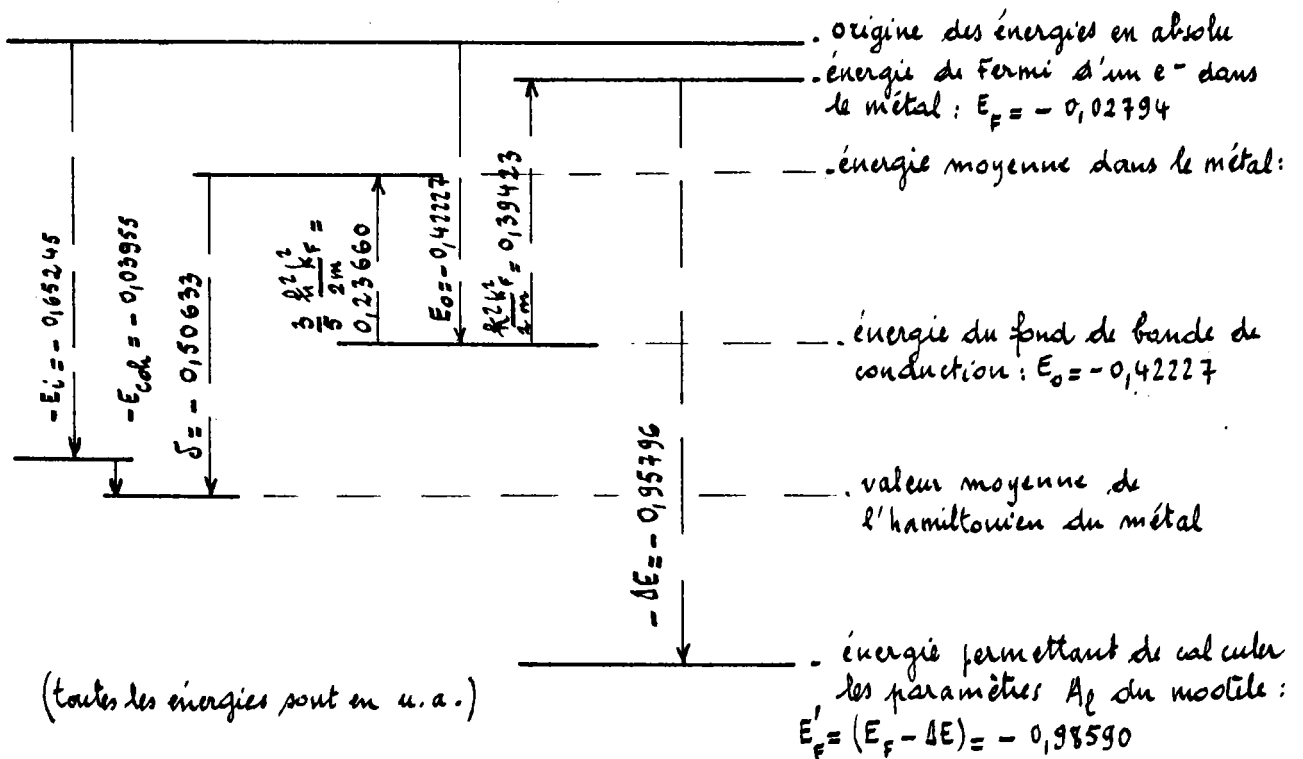 . origine des énergies en absolu
. énergie de Fermi d'un e⁻ dans
le métal : E_F = - 0,02794
. énergie moyenne dans le métal :
-E_i = - 0,65245
-E_coh = - 0,03955
δ = - 0,50633
3/5 ħ²k_F²/2m =
0,23660
E_o = - 0,42227
ħ²k_F²/2m = 0,39423
. énergie du fond de bande de
conduction : E_o = - 0,42227
- ΔE = - 0,95796
. valeur moyenne de
l'hamiltonien du métal
. énergie permettant de calculer
les paramètres A_ℓ du modèle :
E'_F = (E_F - ΔE) = - 0,98590
(toutes les énergies sont en u.a.)